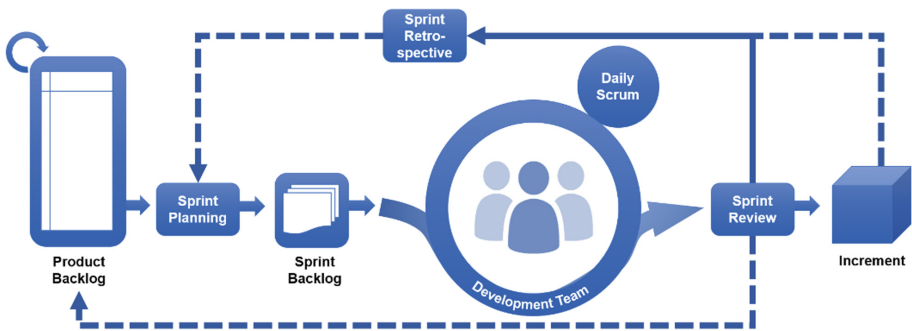 Sprint
Retro-
spective
Daily
Scrum
Sprint
Planning
Sprint
Review
Product
Backlog
Sprint
Backlog
Development Team
Increment